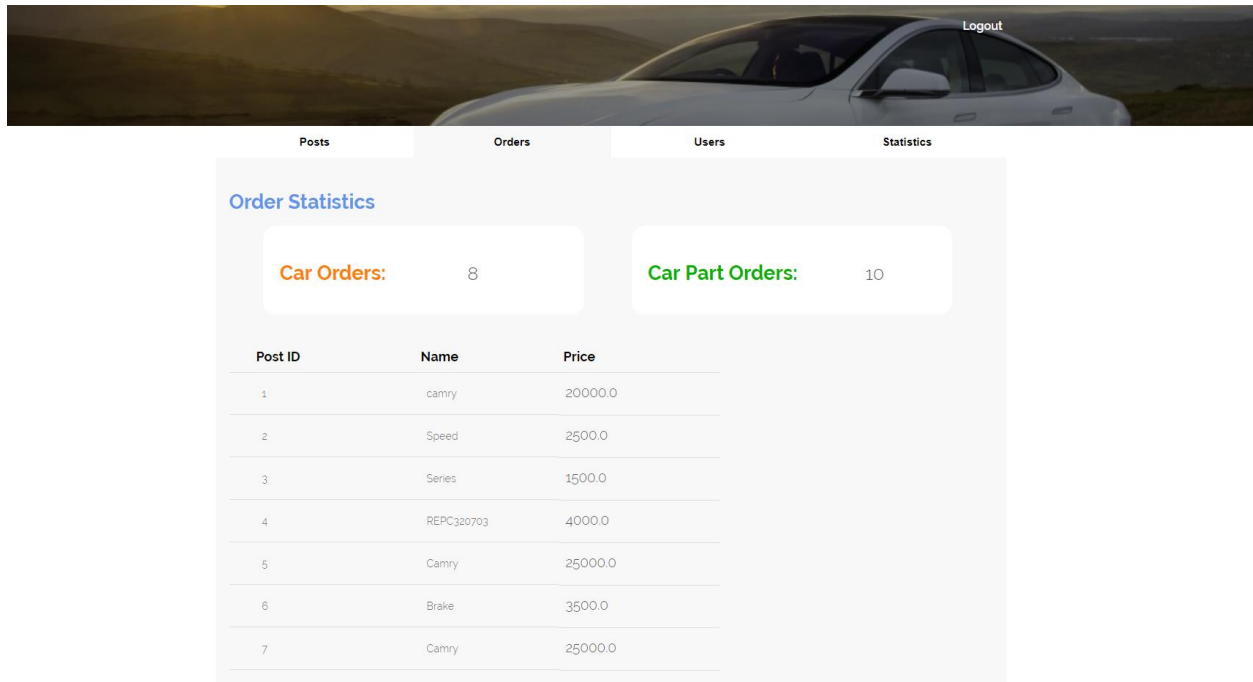 Logout
Posts Orders Users Statistics
Order Statistics
Car Orders: 8 Car Part Orders: 10
Post ID Name Price
1 camry 20000.0
2 Speed 2500.0
3 Series 1500.0
4 REPC320703 4000.0
5 Camry 25000.0
6 Brake 3500.0
7 Camry 25000.0